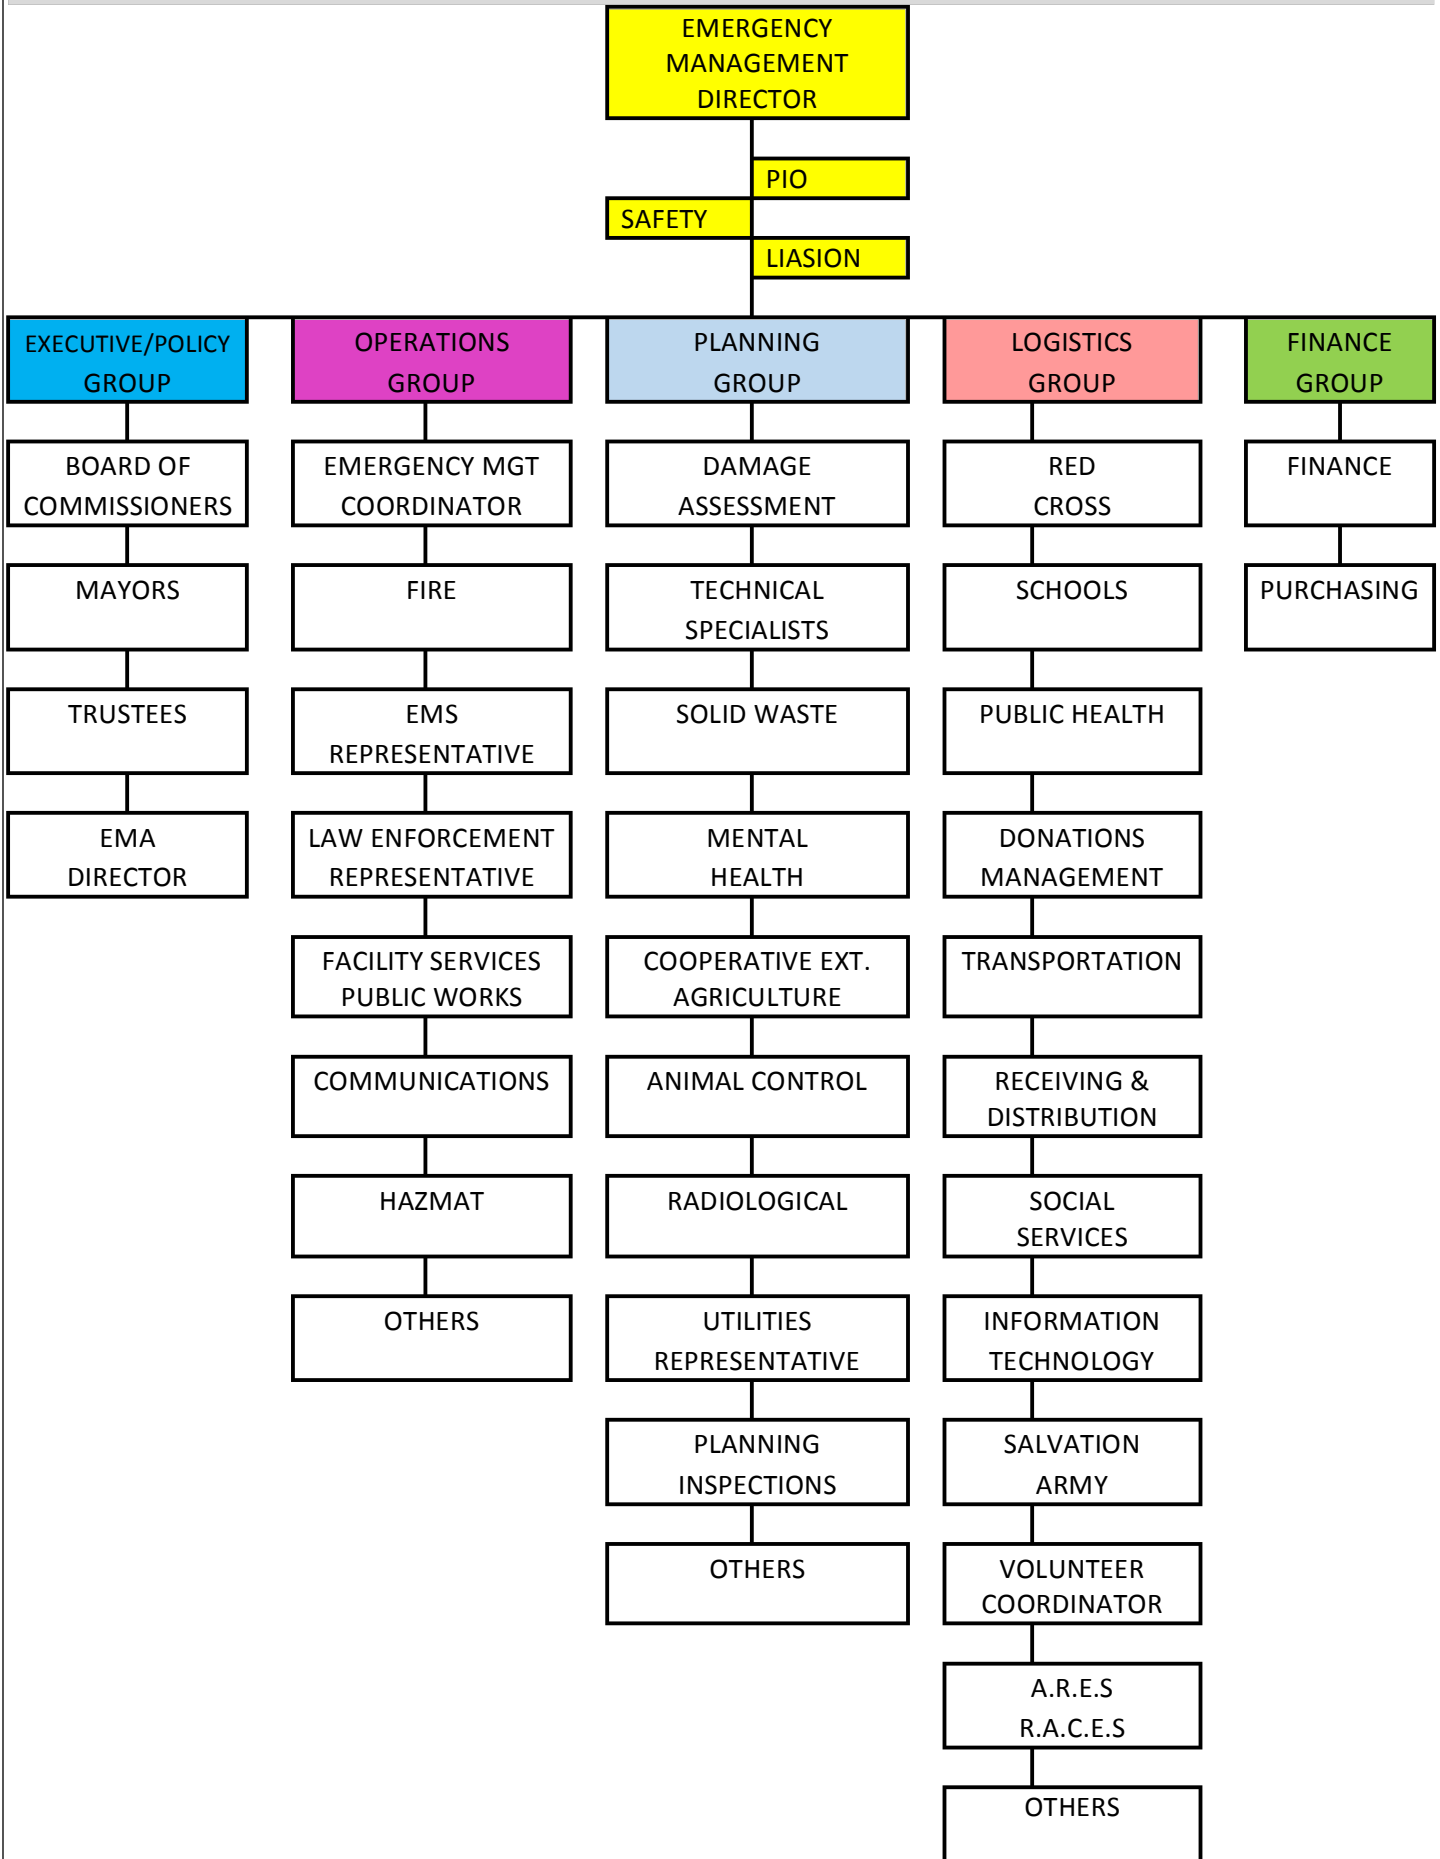 EMERGENCY
MANAGEMENT
DIRECTOR
PIO
SAFETY
LIASION
EXECUTIVE/POLICY
GROUP
BOARD OF
COMMISSIONERS
MAYORS
TRUSTEES
EMA
DIRECTOR
OPERATIONS
GROUP
EMERGENCY MGT
COORDINATOR
FIRE
EMS
REPRESENTATIVE
LAW ENFORCEMENT
REPRESENTATIVE
FACILITY SERVICES
PUBLIC WORKS
COMMUNICATIONS
HAZMAT
OTHERS
PLANNING
GROUP
DAMAGE
ASSESSMENT
TECHNICAL
SPECIALISTS
SOLID WASTE
MENTAL
HEALTH
COOPERATIVE EXT.
AGRICULTURE
ANIMAL CONTROL
RADIOLOGICAL
UTILITIES
REPRESENTATIVE
PLANNING
INSPECTIONS
OTHERS
LOGISTICS
GROUP
RED
CROSS
SCHOOLS
PUBLIC HEALTH
DONATIONS
MANAGEMENT
TRANSPORTATION
RECEIVING &
DISTRIBUTION
SOCIAL
SERVICES
INFORMATION
TECHNOLOGY
SALVATION
ARMY
VOLUNTEER
COORDINATOR
A.R.E.S
R.A.C.E.S
OTHERS
FINANCE
GROUP
FINANCE
PURCHASING